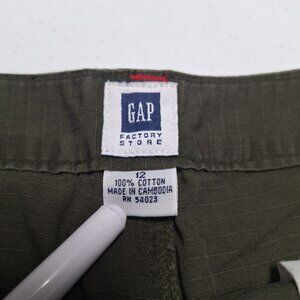 GAP
FACTORY
STORE
12
100% COTTON
MADE IN CAMBODIA
RN 54023